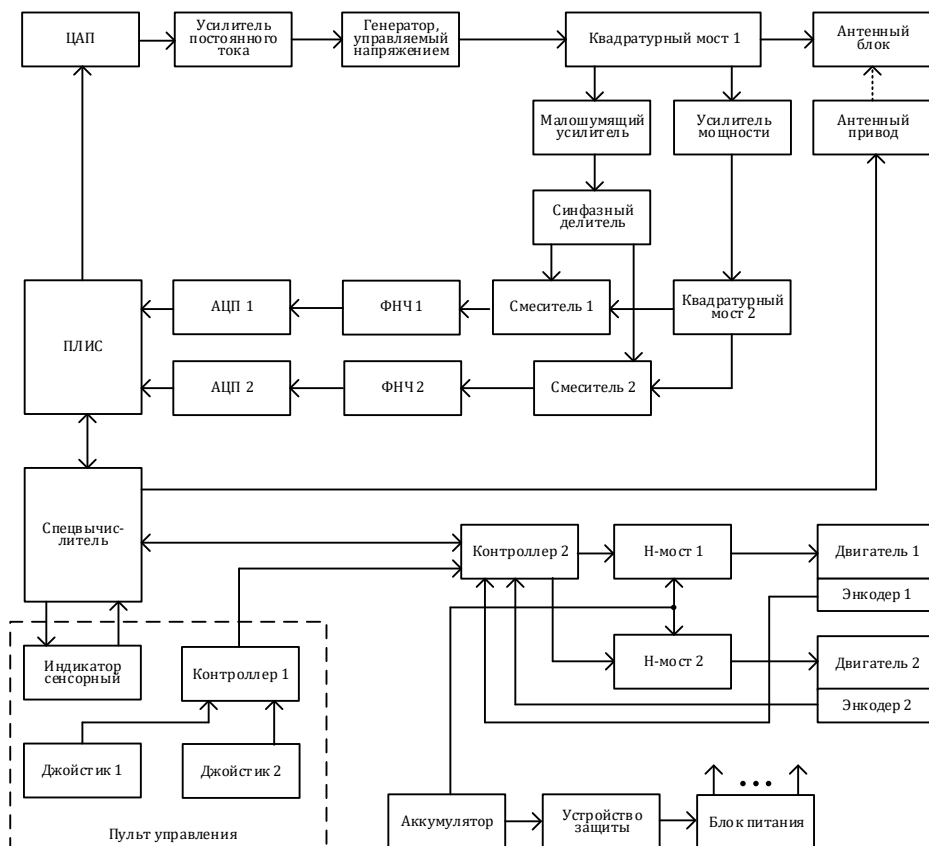 ЦАП
Усилитель
постоянного
тока
Генератор,
управляемый
напряжением
Квадратурный мост 1
Антенный
блок
Малошумящий
усилитель
Усилитель
мощности
Антенный
привод
Синфазный
делитель
ПЛИС
АЦП 1
ФНЧ 1
Смеситель 1
Квадратурный
мост 2
АЦП 2
ФНЧ 2
Смеситель 2
Спецвычис-
литель
Контроллер 2
Н-мост 1
Двигатель 1
Энкодер 1
Индикатор
сенсорный
Контроллер 1
Н-мост 2
Двигатель 2
Энкодер 2
Джойстик 1
Джойстик 2
Аккумулятор
Устройство
защиты
Блок питания
Пульт управления